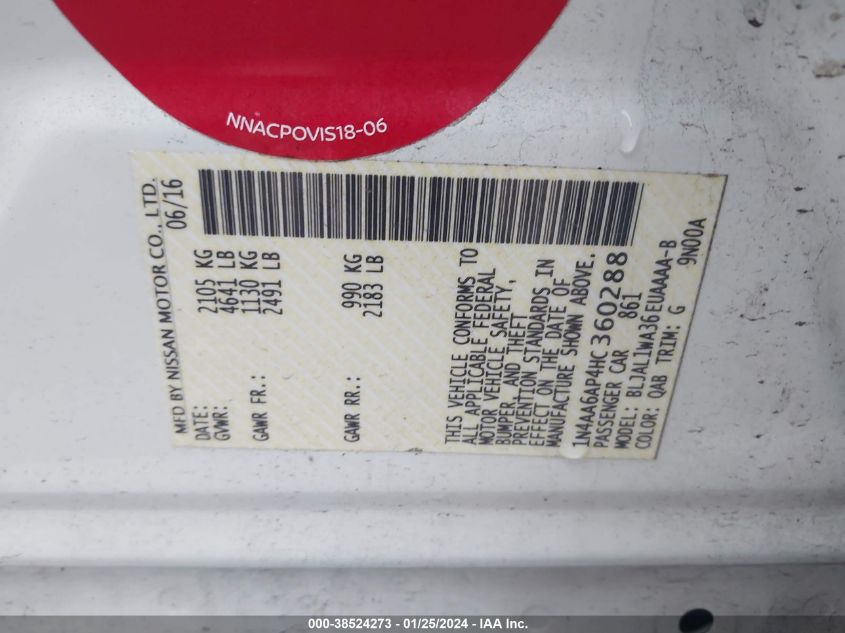 NNACPOVIS18-06
MFD BY NISSAN MOTOR CO., LTD.
DATE: 06/16
GVWR: 2105 KG
4641 LB
GAWR FR.: 1130 KG
2491 LB
GAWR RR.: 990 KG
2183 LB
THIS VEHICLE CONFORMS TO
ALL APPLICABLE FEDERAL
MOTOR VEHICLE SAFETY,
BUMPER, AND THEFT
PREVENTION STANDARDS IN
EFFECT ON THE DATE OF
MANUFACTURE SHOWN ABOVE.
1N4AA6AP4HC360288
PASSENGER CAR 861
MODEL: BLJALIWA36EUAAAA-B
COLOR: QAB TRIM: G 9N00A
000-38524273 - 01/25/2024 - IAA Inc.